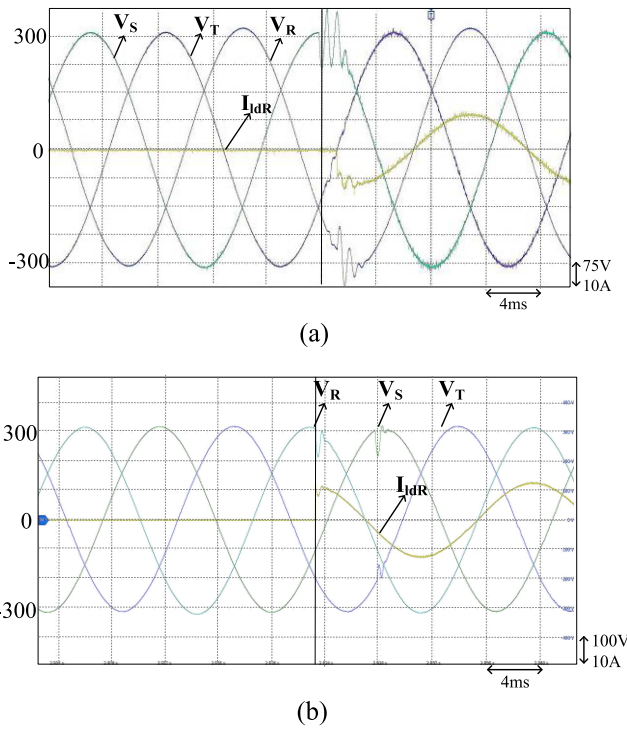 300
V_S
V_T
V_R
I_ldR
0
-300
75V
10A
4ms
(a)
V_R
V_S
V_T
300
I_ldR
0
-300
100V
10A
4ms
(b)